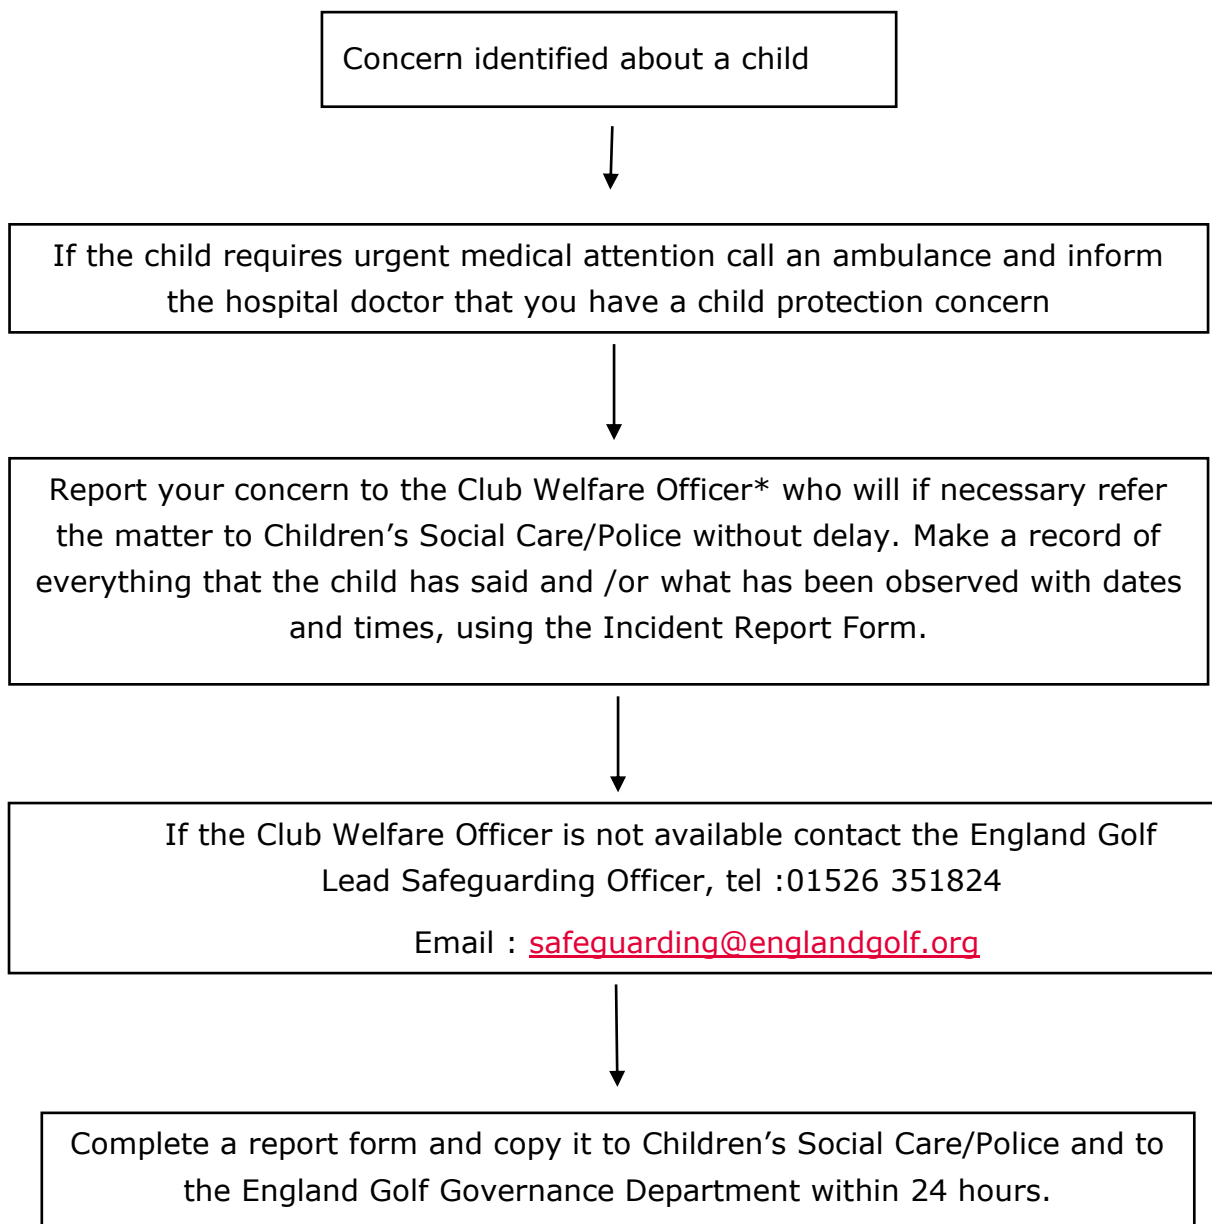 Concern identified about a child
If the child requires urgent medical attention call an ambulance and inform
the hospital doctor that you have a child protection concern
Report your concern to the Club Welfare Officer* who will if necessary refer
the matter to Children’s Social Care/Police without delay. Make a record of
everything that the child has said and /or what has been observed with dates
and times, using the Incident Report Form.
If the Club Welfare Officer is not available contact the England Golf
Lead Safeguarding Officer, tel :01526 351824
Email : safeguarding@englandgolf.org
Complete a report form and copy it to Children’s Social Care/Police and to
the England Golf Governance Department within 24 hours.